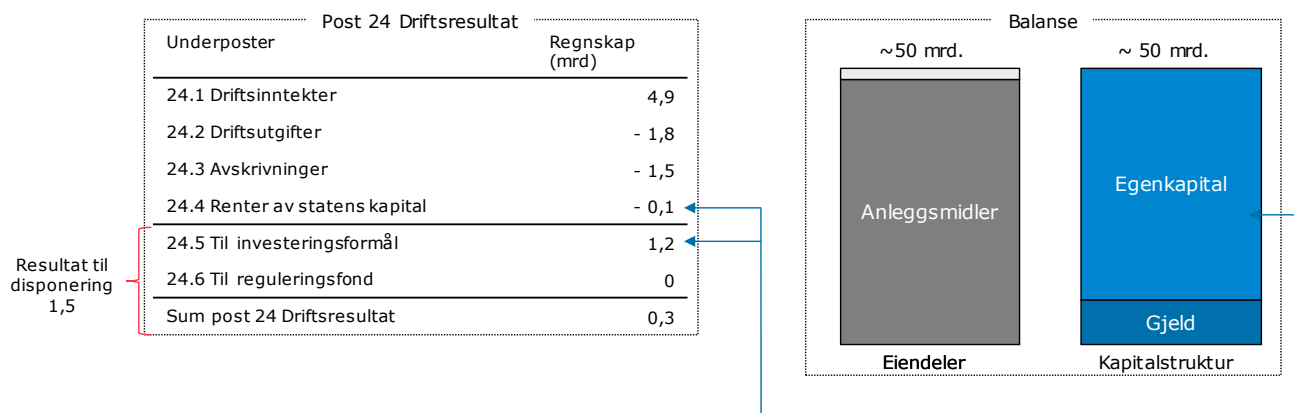 Post 24 Driftsresultat
Underposter
Regnskap
(mrd)
24.1 Driftsinntekter 4,9
24.2 Driftsutgifter - 1,8
24.3 Avskrivninger - 1,5
24.4 Renter av statens kapital - 0,1
24.5 Til investeringsformål 1,2
24.6 Til reguleringsfond 0
Sum post 24 Driftsresultat 0,3
Resultat til
disponering
1,5
Balanse
~50 mrd. ~ 50 mrd.
Anleggsmidler
Egenkapital
Gjeld
Eiendeler Kapitalstruktur